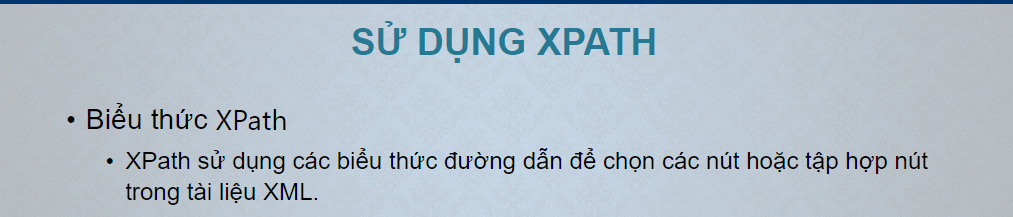 SỬ DỤNG XPATH
• Biểu thức XPath
• XPath sử dụng các biểu thức đường dẫn để chọn các nút hoặc tập hợp nút
trong tài liệu XML.